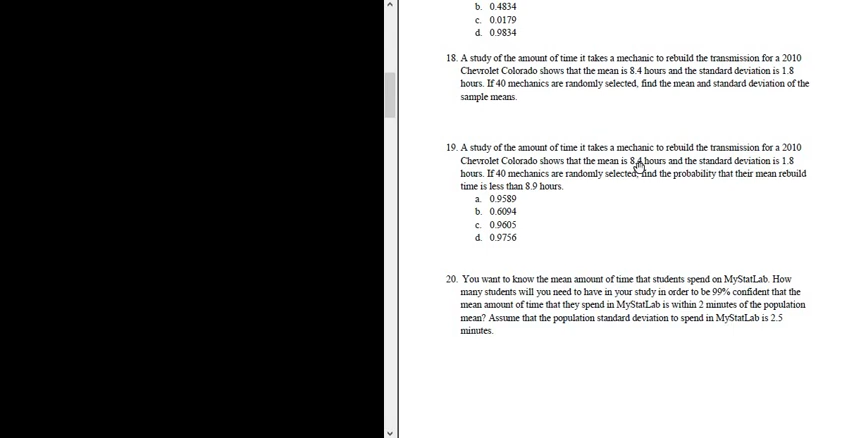 b. 0.4834
c. 0.0179
d. 0.9834
18. A study of the amount of time it takes a mechanic to rebuild the transmission for a 2010
Chevrolet Colorado shows that the mean is 8.4 hours and the standard deviation is 1.8
hours. If 40 mechanics are randomly selected, find the mean and standard deviation of the
sample means.
19. A study of the amount of time it takes a mechanic to rebuild the transmission for a 2010
Chevrolet Colorado shows that the mean is 8.4 hours and the standard deviation is 1.8
hours. If 40 mechanics are randomly selected, find the probability that their mean rebuild
time is less than 8.9 hours.
a. 0.9589
b. 0.6094
c. 0.9605
d. 0.9756
20. You want to know the mean amount of time that students spend on MyStatLab. How
many students will you need to have in your study in order to be 99% confident that the
mean amount of time that they spend in MyStatLab is within 2 minutes of the population
mean? Assume that the population standard deviation to spend in MyStatLab is 2.5
minutes.